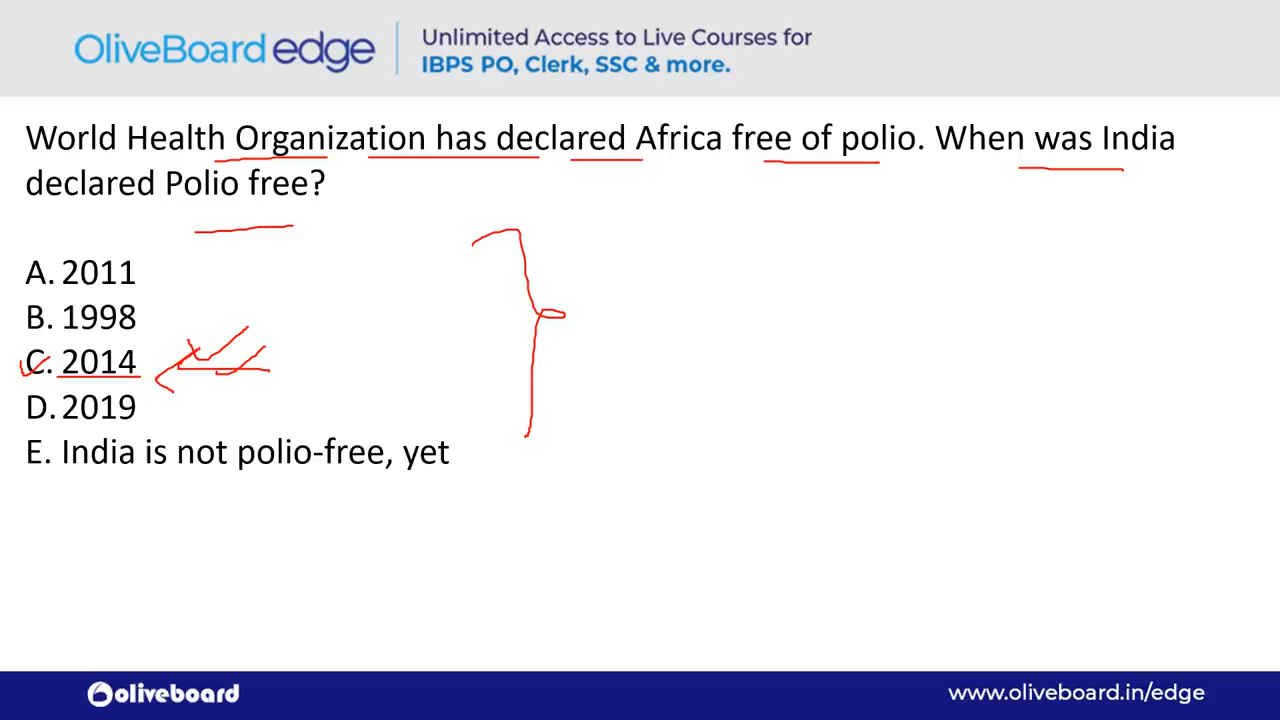 OliveBoard edge
Unlimited Access to Live Courses for
IBPS PO, Clerk, SSC & more.
World Health Organization has declared Africa free of polio. When was India
declared Polio free?
A. 2011
B. 1998
C. 2014
D. 2019
E. India is not polio-free, yet
oliveboard
www.oliveboard.in/edge